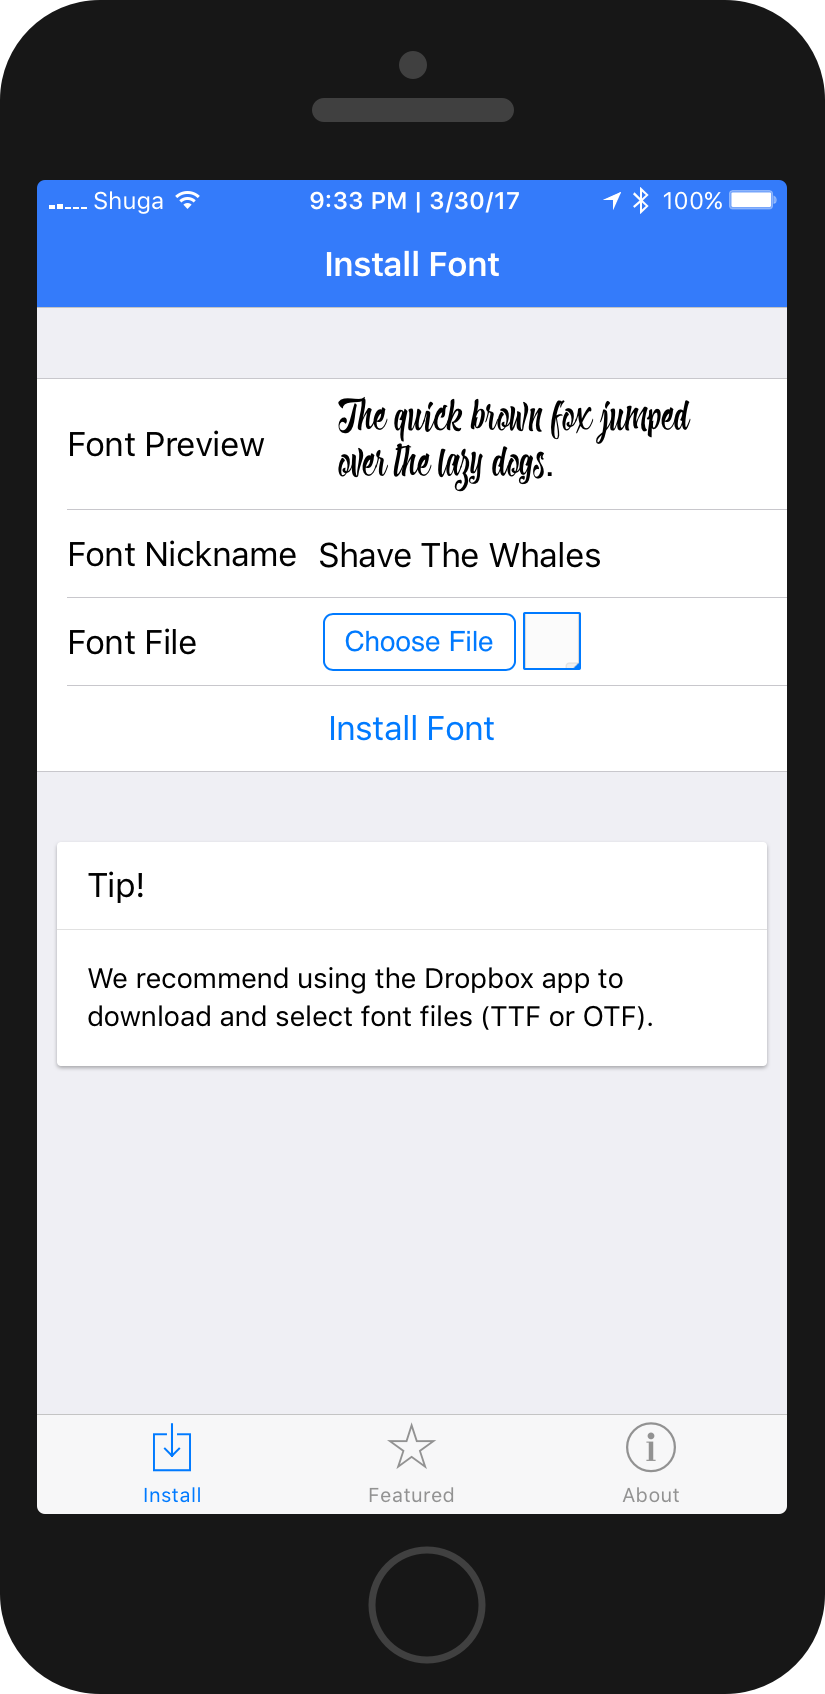 Shuga 9:33 PM | 3/30/17 100%
Install Font
Font Preview
The quick brown fox jumped
over the lazy dogs.
Font Nickname Shave The Whales
Font File Choose File
Install Font
Tip!
We recommend using the Dropbox app to
download and select font files (TTF or OTF).
Install Featured About